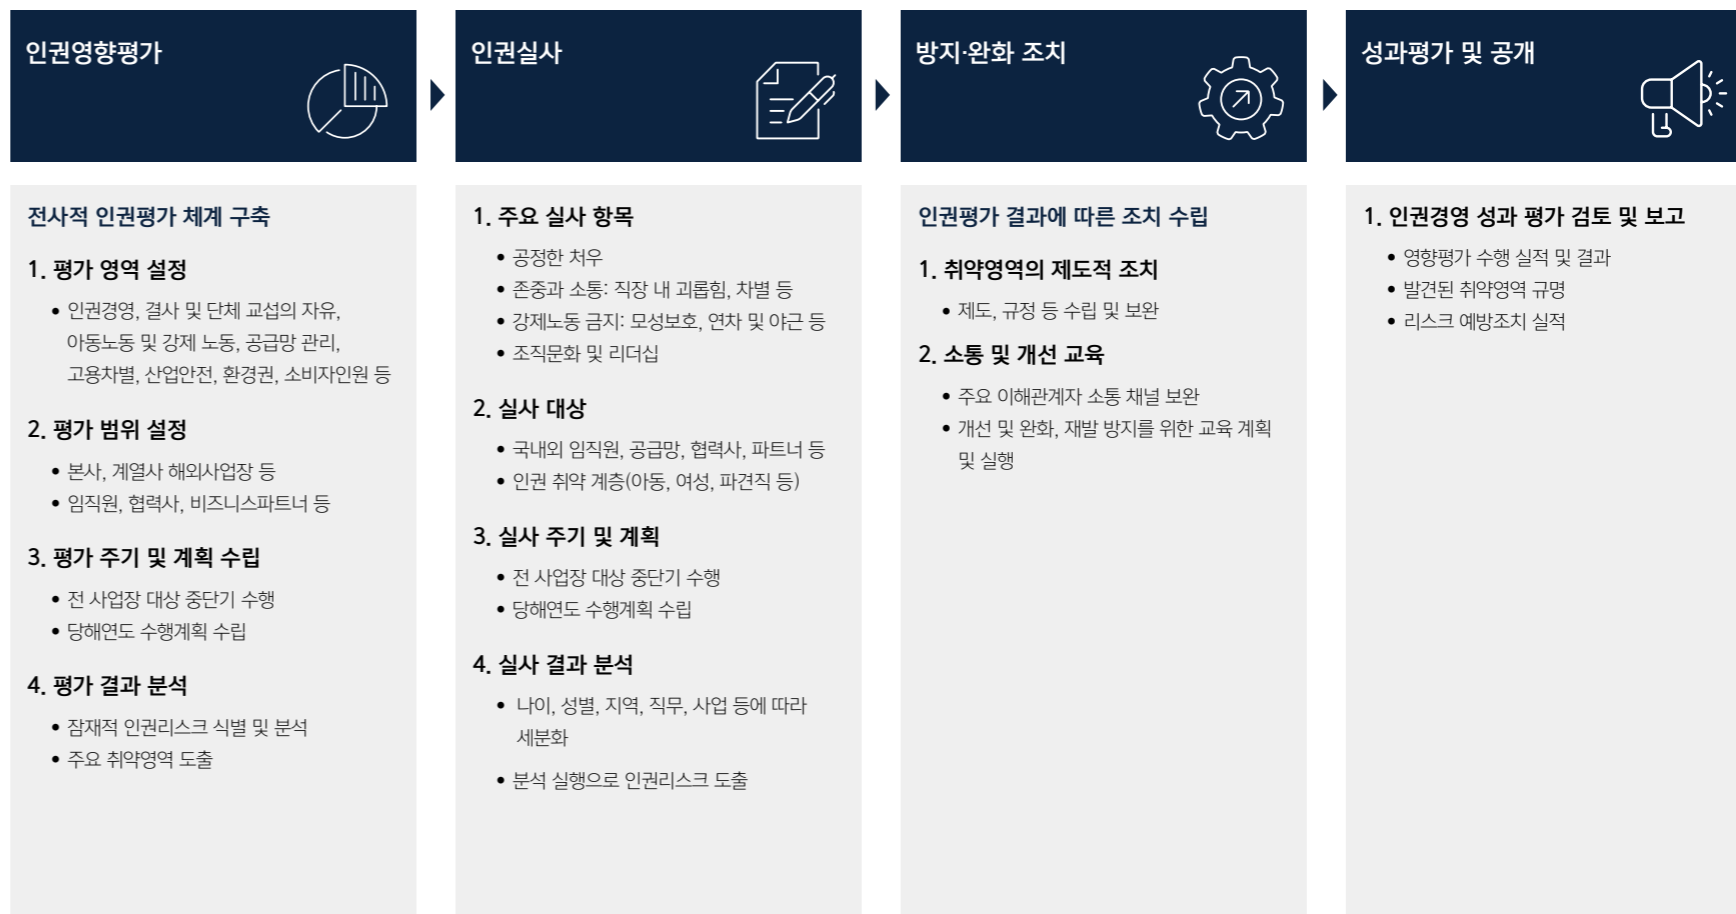 인권영향평가
전사적 인권평가 체계 구축
1. 평가 영역 설정
• 인권경영, 결사 및 단체 교섭의 자유,
아동노동 및 강제 노동, 공급망 관리,
고용차별, 산업안전, 환경권, 소비자인원 등
2. 평가 범위 설정
• 본사, 계열사 해외사업장 등
• 임직원, 협력사, 비즈니스파트너 등
3. 평가 주기 및 계획 수립
• 전 사업장 대상 중단기 수행
• 당해연도 수행계획 수립
4. 평가 결과 분석
• 잠재적 인권리스크 식별 및 분석
• 주요 취약영역 도출
인권실사
1. 주요 실사 항목
• 공정한 처우
• 존중과 소통: 직장 내 괴롭힘, 차별 등
• 강제노동 금지: 모성보호, 연차 및 야근 등
• 조직문화 및 리더십
2. 실사 대상
• 국내외 임직원, 공급망, 협력사, 파트너 등
• 인권 취약 계층(아동, 여성, 파견직 등)
3. 실사 주기 및 계획
• 전 사업장 대상 중단기 수행
• 당해연도 수행계획 수립
4. 실사 결과 분석
• 나이, 성별, 지역, 직무, 사업 등에 따라
세분화
• 분석 실행으로 인권리스크 도출
방지·완화 조치
인권평가 결과에 따른 조치 수립
1. 취약영역의 제도적 조치
• 제도, 규정 등 수립 및 보완
2. 소통 및 개선 교육
• 주요 이해관계자 소통 채널 보완
• 개선 및 완화, 재발 방지를 위한 교육 계획
및 실행
성과평가 및 공개
1. 인권경영 성과 평가 검토 및 보고
• 영향평가 수행 실적 및 결과
• 발견된 취약영역 규명
• 리스크 예방조치 실적